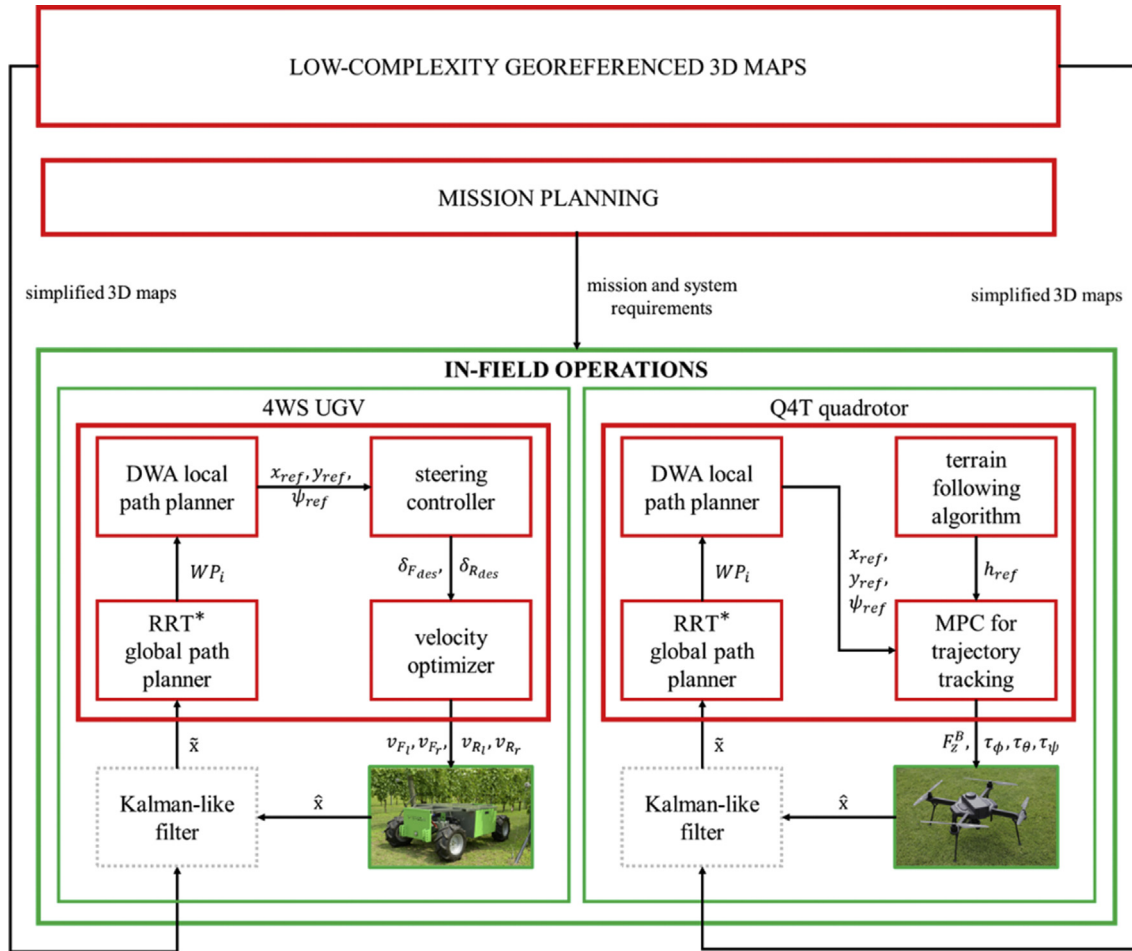 LOW-COMPLEXITY GEOREFERENCED 3D MAPS
MISSION PLANNING
simplified 3D maps
mission and system
requirements
simplified 3D maps
IN-FIELD OPERATIONS
4WS UGV
DWA local
path planner
x_ref, y_ref,
ψ_ref
steering
controller
WP_i
δ_F_des, δ_R_des
RRT*
global path
planner
velocity
optimizer
x̃
v_F_l, v_F_r, v_R_l, v_R_r
Kalman-like
filter
x̂
Q4T quadrotor
DWA local
path planner
terrain
following
algorithm
WP_i
x_ref,
y_ref,
ψ_ref
h_ref
RRT*
global path
planner
MPC for
trajectory
tracking
x̃
F_z^B, τ_ϕ, τ_θ, τ_ψ
Kalman-like
filter
x̂